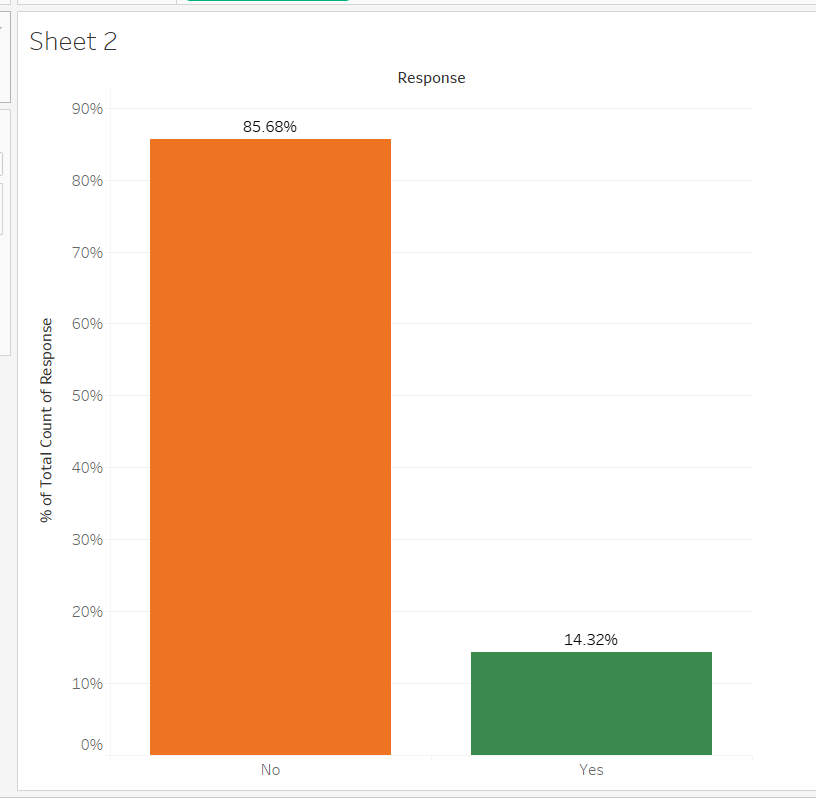 Sheet 2
Response
90%
85.68%
80%
70%
60%
% of Total Count of Response
50%
40%
30%
20%
14.32%
10%
0%
No
Yes